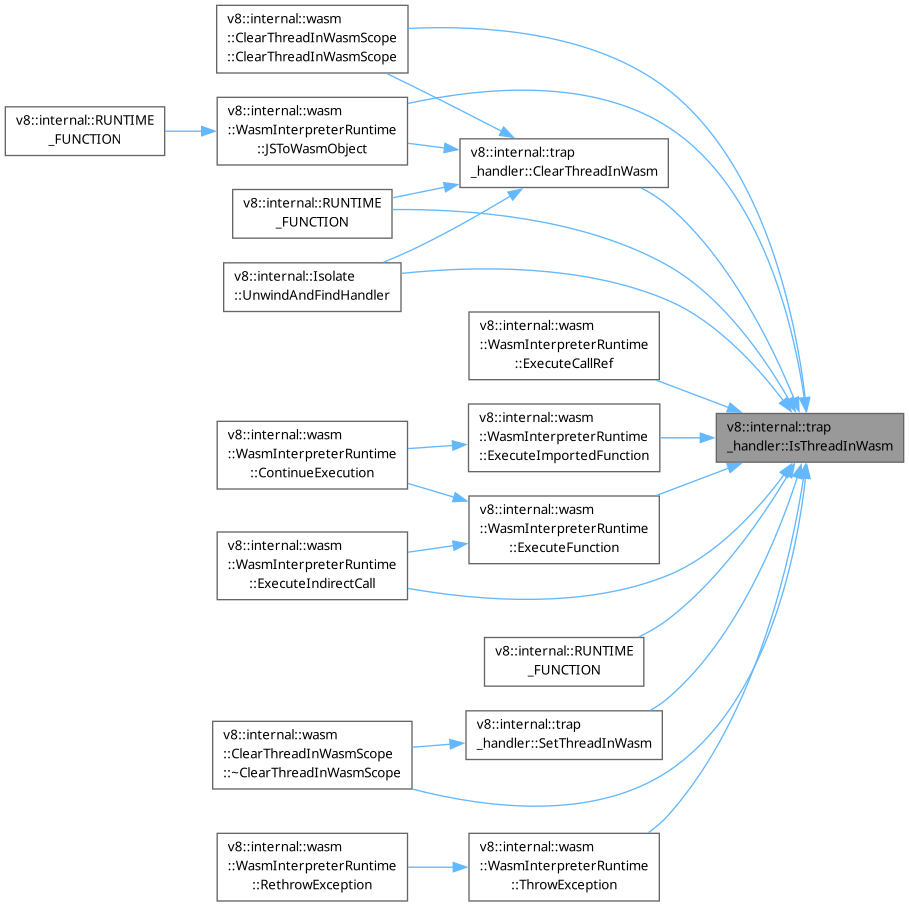 v8::internal::wasm
::ClearThreadInWasmScope
::ClearThreadInWasmScope
v8::internal::RUNTIME
_FUNCTION
v8::internal::wasm
::WasmInterpreterRuntime
::JSToWasmObject
v8::internal::trap
_handler::ClearThreadInWasm
v8::internal::RUNTIME
_FUNCTION
v8::internal::Isolate
::UnwindAndFindHandler
v8::internal::wasm
::WasmInterpreterRuntime
::ExecuteCallRef
v8::internal::trap
_handler::IsThreadInWasm
v8::internal::wasm
::WasmInterpreterRuntime
::ExecuteImportedFunction
v8::internal::wasm
::WasmInterpreterRuntime
::ContinueExecution
v8::internal::wasm
::WasmInterpreterRuntime
::ExecuteFunction
v8::internal::wasm
::WasmInterpreterRuntime
::ExecuteIndirectCall
v8::internal::RUNTIME
_FUNCTION
v8::internal::trap
_handler::SetThreadInWasm
v8::internal::wasm
::ClearThreadInWasmScope
::~ClearThreadInWasmScope
v8::internal::wasm
::WasmInterpreterRuntime
::RethrowException
v8::internal::wasm
::WasmInterpreterRuntime
::ThrowException